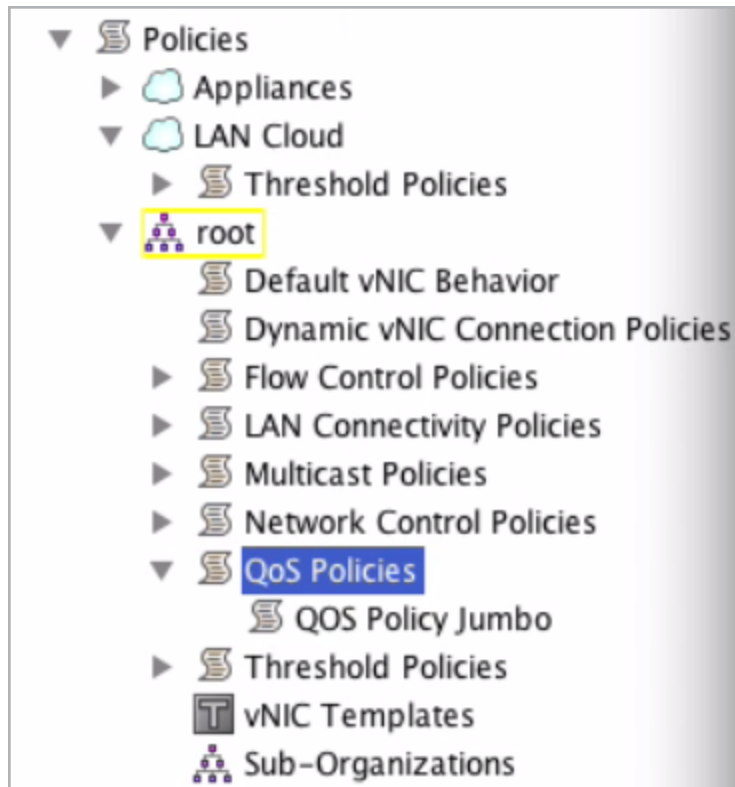 Policies
Appliances
LAN Cloud
Threshold Policies
root
Default vNIC Behavior
Dynamic vNIC Connection Policies
Flow Control Policies
LAN Connectivity Policies
Multicast Policies
Network Control Policies
QoS Policies
QOS Policy Jumbo
Threshold Policies
vNIC Templates
Sub-Organizations